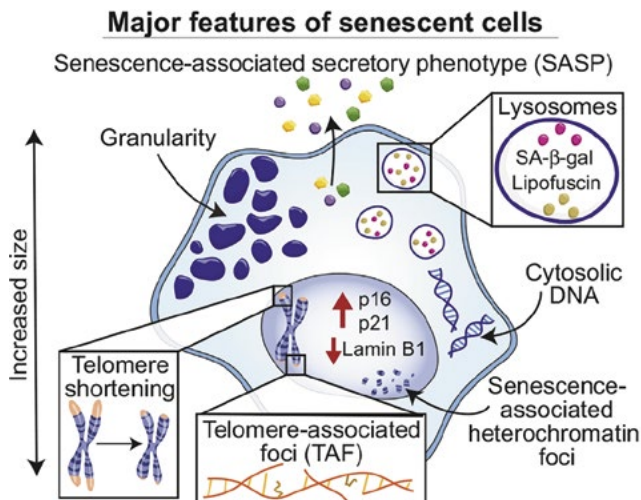 Major features of senescent cells
Senescence-associated secretory phenotype (SASP)
Granularity
Lysosomes
SA-β-gal
Lipofuscin
Increased size
Cytosolic
DNA
p16
p21
Lamin B1
Telomere
shortening
Telomere-associated
foci (TAF)
Senescence-
associated
heterochromatin
foci